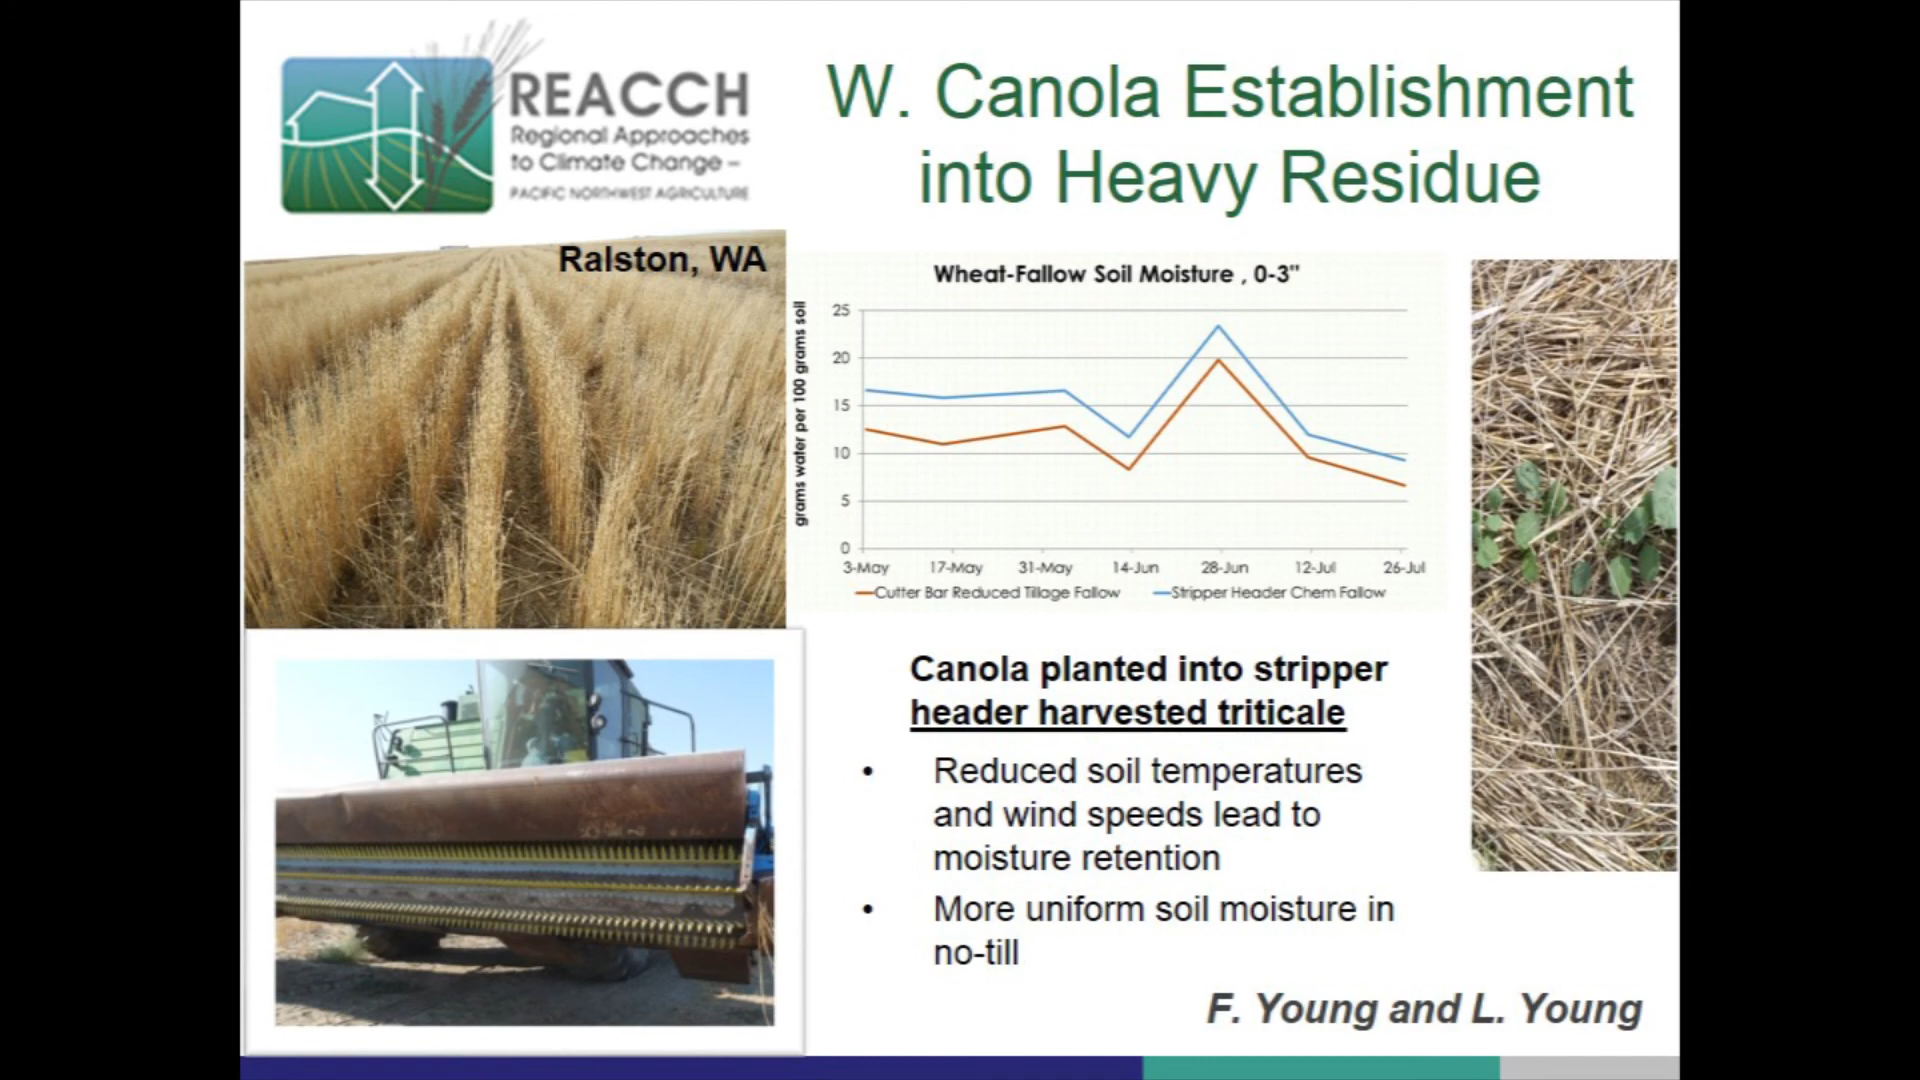 REACCH
Regional Approaches
to Climate Change –
PACIFIC NORTHWEST AGRICULTURE
W. Canola Establishment
into Heavy Residue
Ralston, WA
Wheat-Fallow Soil Moisture , 0-3"
grams water per 100 grams soil
25
20
15
10
5
0
3-May 17-May 31-May 14-Jun 28-Jun 12-Jul 26-Jul
Cutter Bar Reduced Tillage Fallow Stripper Header Chem Fallow
Canola planted into stripper
header harvested triticale
• Reduced soil temperatures
and wind speeds lead to
moisture retention
• More uniform soil moisture in
no-till
F. Young and L. Young